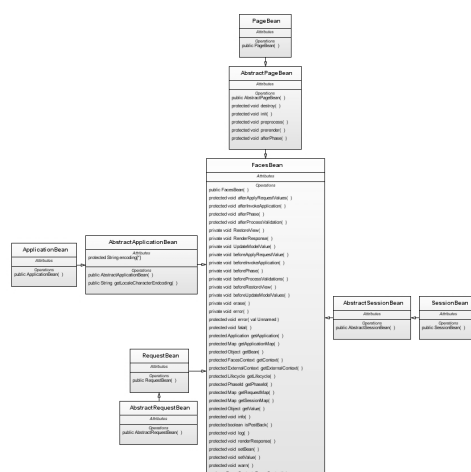 PageBean
Attributes
Operations
public PageBean( )
AbstractPageBean
Attributes
Operations
public AbstractPageBean( )
protected void destroy( )
protected void init( )
protected void preprocess( )
protected void prerender( )
protected void afterPhase( )
FacesBean
Attributes
Operations
public FacesBean( )
protected void afterApplyRequestValues( )
protected void afterInvokeApplication( )
protected void afterPhase( )
protected void afterProcessValidation( )
private void RestoreView( )
private void RenderResponse( )
private void UpdateModelValue( )
private void beforeApplyRequestValue( )
private void beforeInvokeApplication( )
private void beforePhase( )
private void beforeProcessValidations( )
private void beforeRestoreView( )
private void beforeUpdateModelValues( )
private void erase( )
private void error( )
protected void error( val Unnamed )
protected void fatal( )
protected Application getApplication( )
protected Map getApplicationMap( )
protected Object getBean( )
protected FacesContext getContext( )
protected ExternalContext getExternalContext( )
protected Lifecycle getLifecycle( )
protected PhaseId getPhaseId( )
protected Map getRequestMap( )
protected Map getSessionMap( )
protected Object getValue( )
protected void info( )
protected boolean isPostBack( )
protected void log( )
protected void renderResponse( )
protected void setBean( )
protected void setValue( )
protected void warn( )
ApplicationBean
Attributes
Operations
public ApplicationBean( )
AbstractApplicationBean
Attributes
protected String encoding[*]
Operations
public AbstractApplicationBean( )
public String getLocaleCharacterEncoding( )
RequestBean
Attributes
Operations
public RequestBean( )
AbstractRequestBean
Attributes
Operations
public AbstractRequestBean( )
AbstractSessionBean
Attributes
Operations
public AbstractSessionBean( )
SessionBean
Attributes
Operations
public SessionBean( )